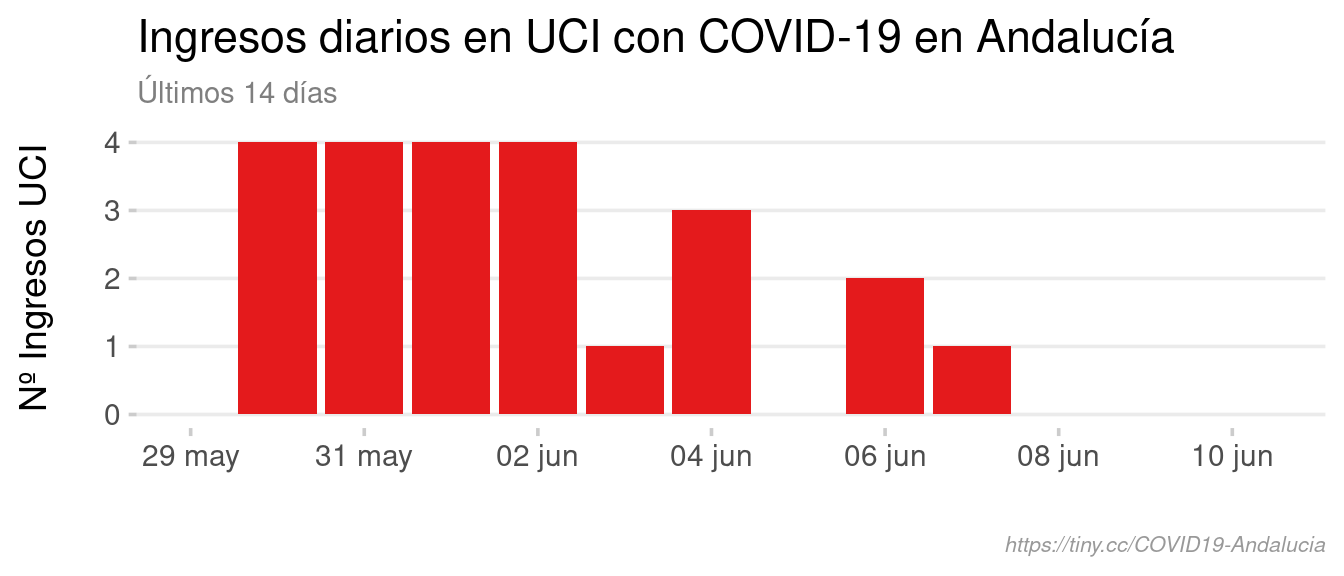 Ingresos diarios en UCI con COVID-19 en Andalucía
Últimos 14 días
Nº Ingresos UCI
4
3
2
1
0
29 may 31 may 02 jun 04 jun 06 jun 08 jun 10 jun
https://tiny.cc/COVID19-Andalucia